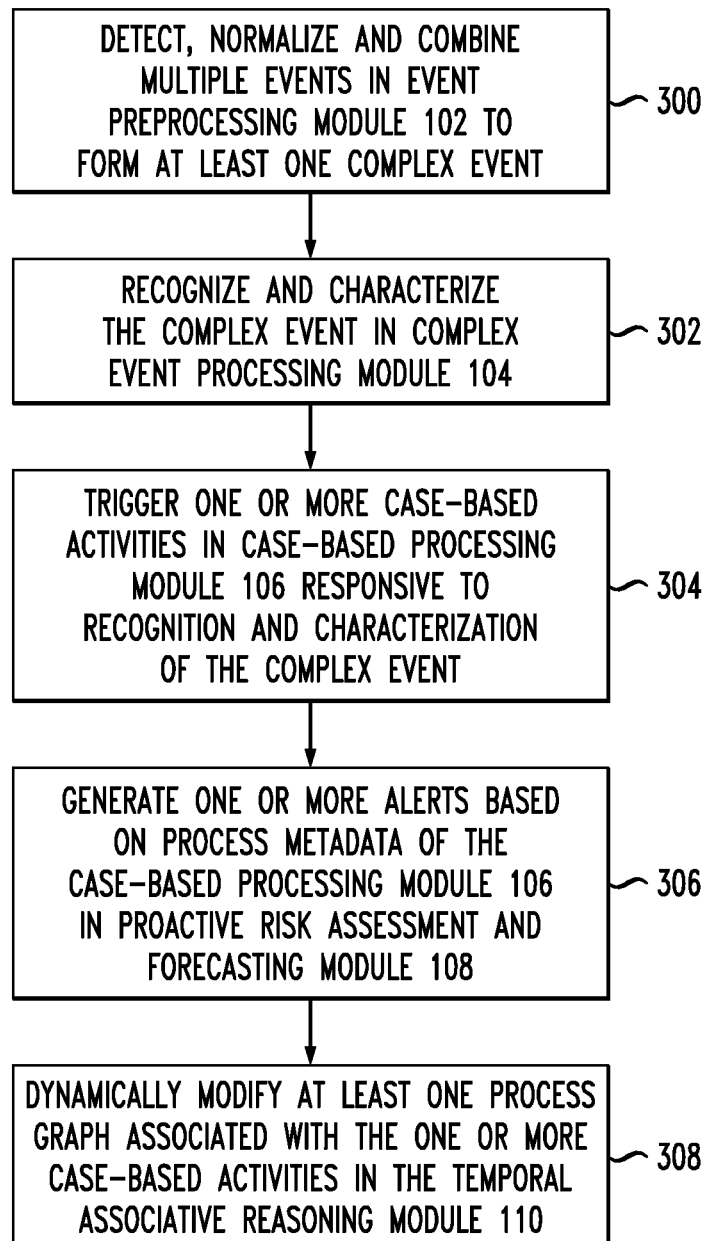 DETECT, NORMALIZE AND COMBINE
MULTIPLE EVENTS IN EVENT
PREPROCESSING MODULE 102 TO
FORM AT LEAST ONE COMPLEX EVENT
300
RECOGNIZE AND CHARACTERIZE
THE COMPLEX EVENT IN COMPLEX
EVENT PROCESSING MODULE 104
302
TRIGGER ONE OR MORE CASE-BASED
ACTIVITIES IN CASE-BASED PROCESSING
MODULE 106 RESPONSIVE TO
RECOGNITION AND CHARACTERIZATION
OF THE COMPLEX EVENT
304
GENERATE ONE OR MORE ALERTS BASED
ON PROCESS METADATA OF THE
CASE-BASED PROCESSING MODULE 106
IN PROACTIVE RISK ASSESSMENT AND
FORECASTING MODULE 108
306
DYNAMICALLY MODIFY AT LEAST ONE PROCESS
GRAPH ASSOCIATED WITH THE ONE OR MORE
CASE-BASED ACTIVITIES IN THE TEMPORAL
ASSOCIATIVE REASONING MODULE 110
308